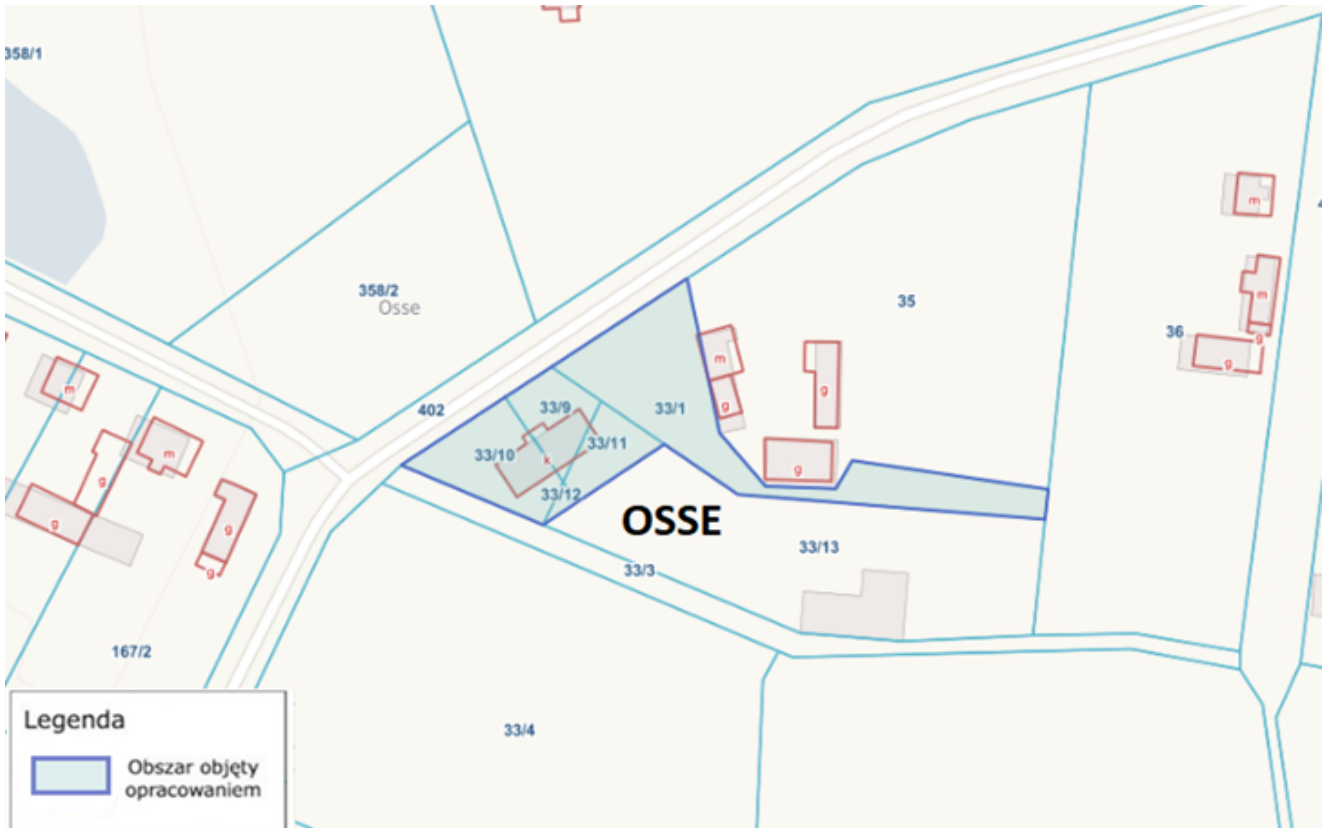 358/1
m
358/2
Osse
35
36
m
g
m
g
g
402
33/9
33/1
m
g
g
33/10
k
33/11
33/12
g
m
g
g
g
OSSE
33/3
33/13
167/2
33/4
Legenda
Obszar objęty
opracowaniem